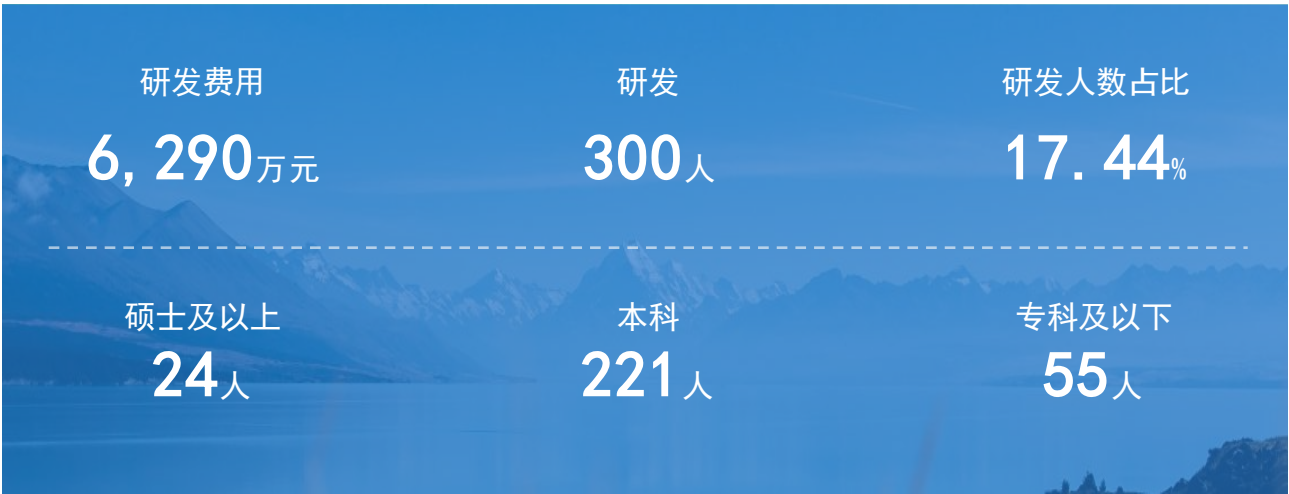 研发费用 研发 研发人数占比
6,290万元 300人 17.44%
硕士及以上 本科 专科及以下
24人 221人 55人